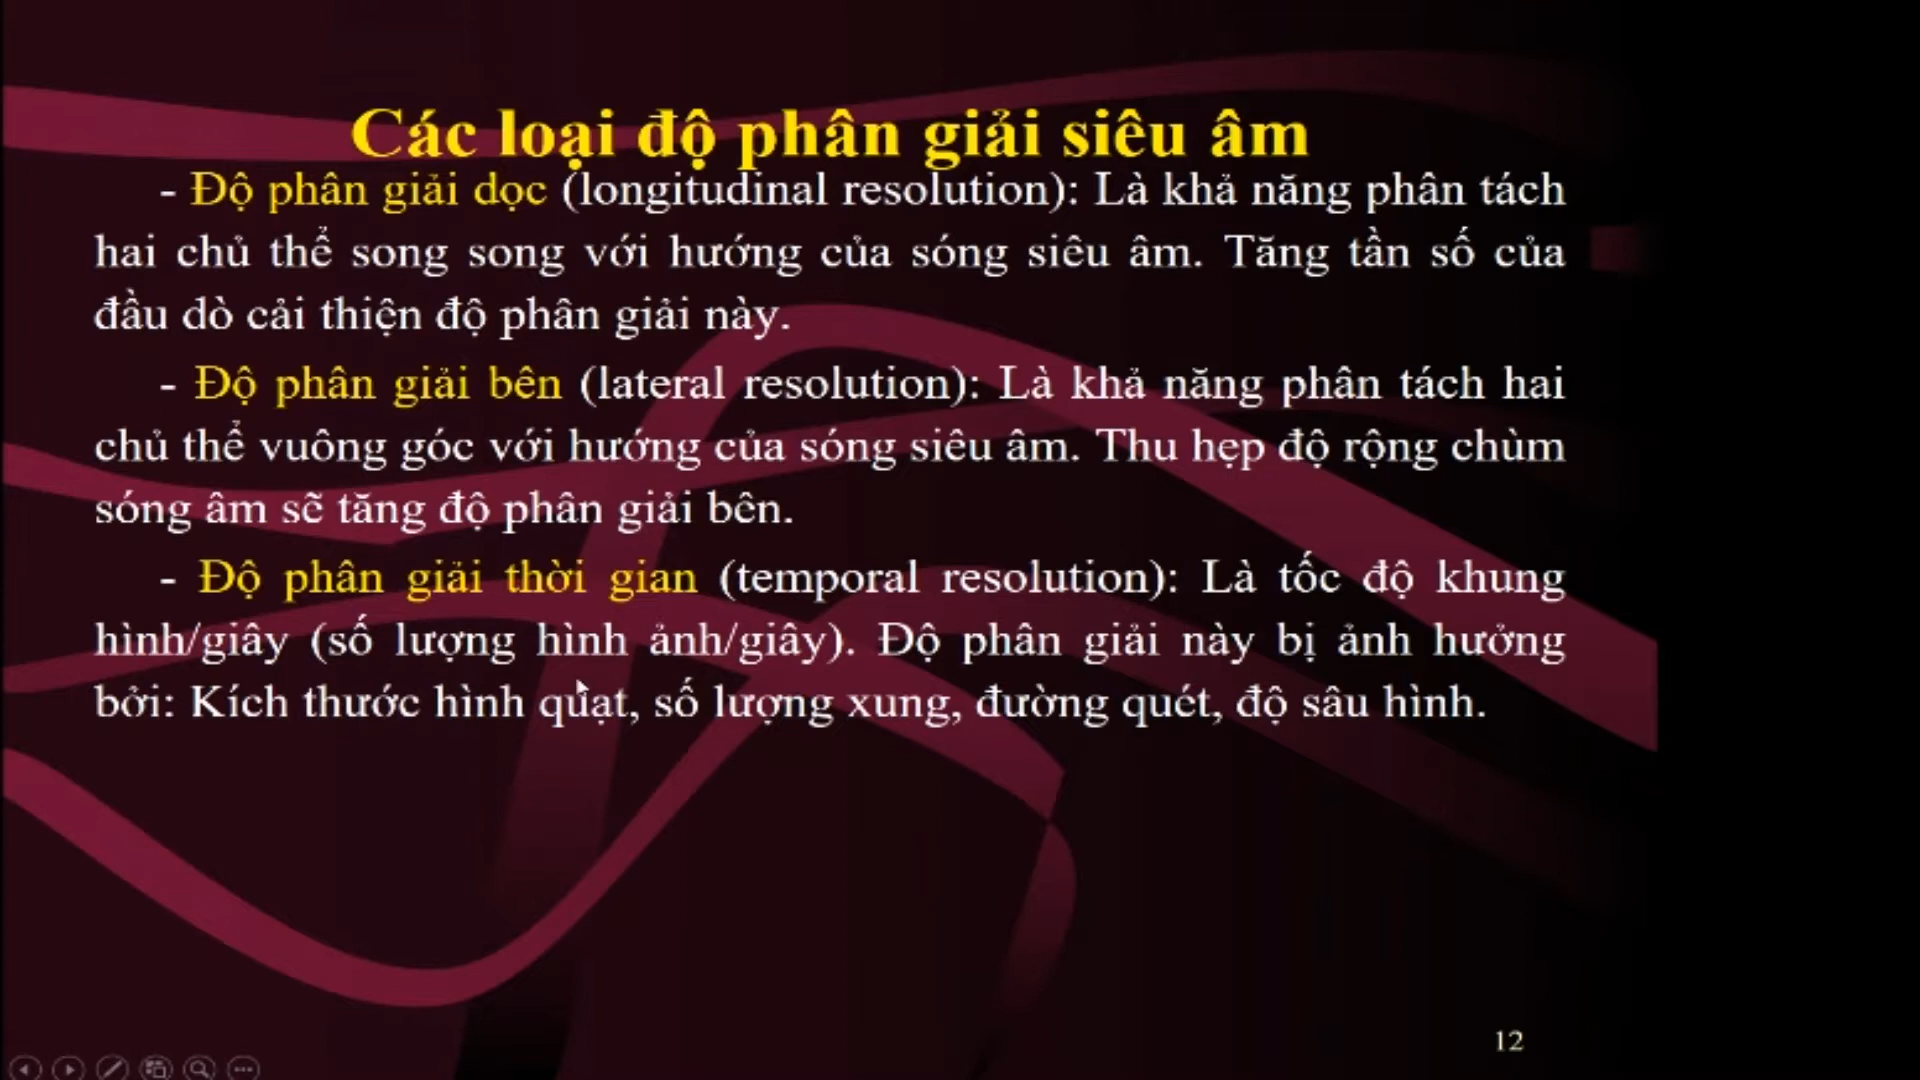 Các loại độ phân giải siêu âm
- Độ phân giải dọc (longitudinal resolution): Là khả năng phân tách
hai chủ thể song song với hướng của sóng siêu âm. Tăng tần số của
đầu dò cải thiện độ phân giải này.
- Độ phân giải bên (lateral resolution): Là khả năng phân tách hai
chủ thể vuông góc với hướng của sóng siêu âm. Thu hẹp độ rộng chùm
sóng âm sẽ tăng độ phân giải bên.
- Độ phân giải thời gian (temporal resolution): Là tốc độ khung
hình/giây (số lượng hình ảnh/giây). Độ phân giải này bị ảnh hưởng
bởi: Kích thước hình quạt, số lượng xung, đường quét, độ sâu hình.
12